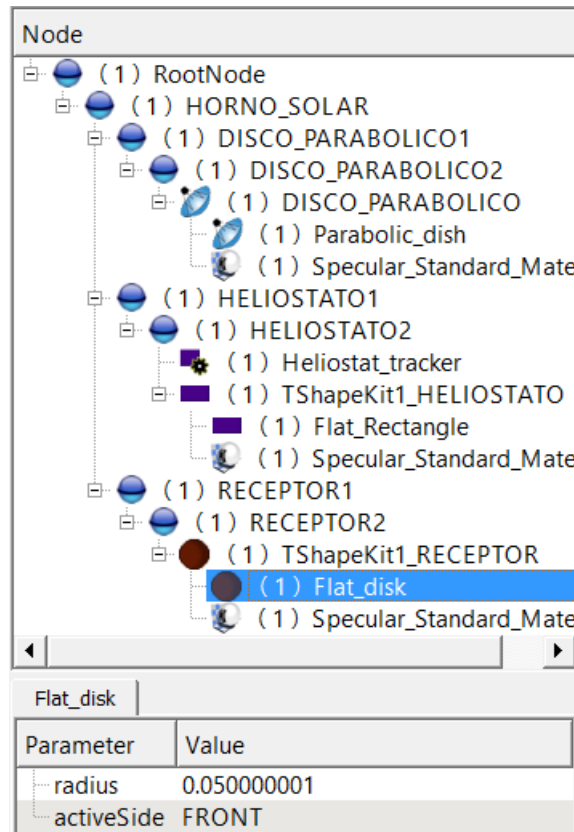 Node
(1) RootNode
(1) HORNO_SOLAR
(1) DISCO_PARABOLICO1
(1) DISCO_PARABOLICO2
(1) DISCO_PARABOLICO
(1) Parabolic_dish
(1) Specular_Standard_Mate
(1) HELIOSTATO1
(1) HELIOSTATO2
(1) Heliostat_tracker
(1) TShapeKit1_HELIOSTATO
(1) Flat_Rectangle
(1) Specular_Standard_Mate
(1) RECEPTOR1
(1) RECEPTOR2
(1) TShapeKit1_RECEPTOR
(1) Flat_disk
(1) Specular_Standard_Mate
Flat_disk
Parameter Value
radius 0.050000001
activeSide FRONT